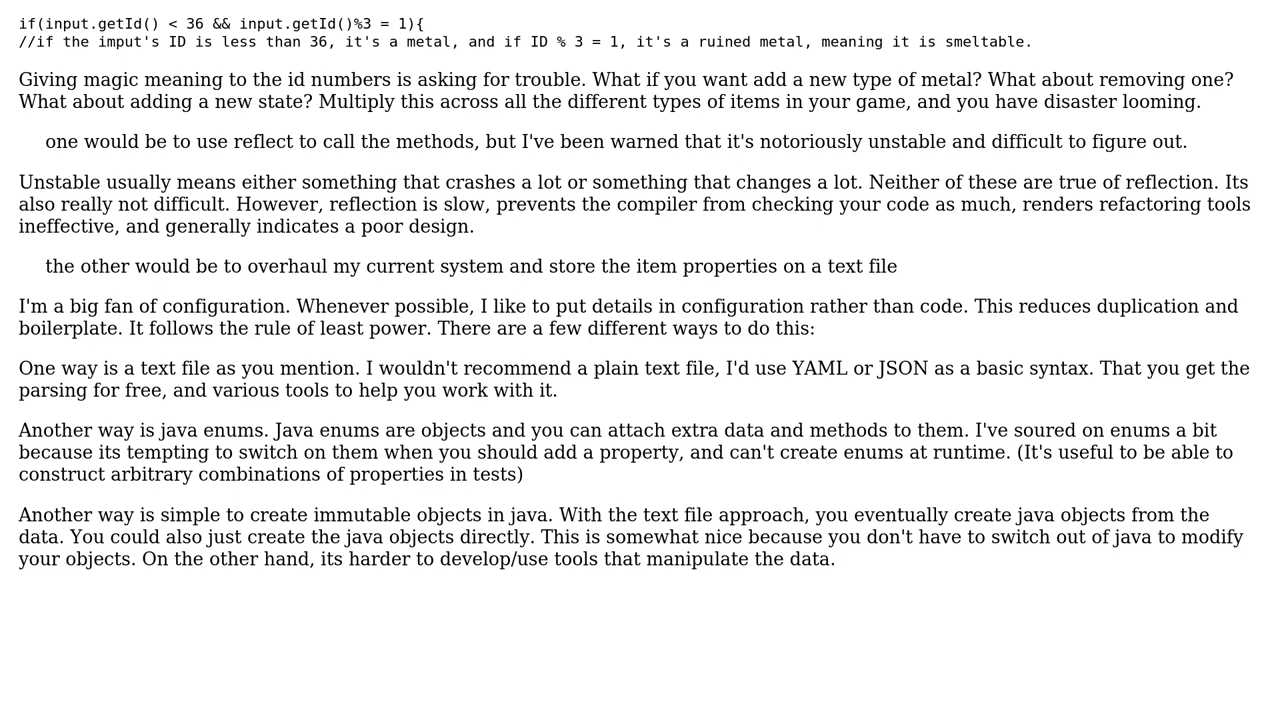 if(input.getId() < 36 && input.getId()%3 = 1){
//if the imput's ID is less than 36, it's a metal, and if ID % 3 = 1, it's a ruined metal, meaning it is smeltable.
Giving magic meaning to the id numbers is asking for trouble. What if you want add a new type of metal? What about removing one?
What about adding a new state? Multiply this across all the different types of items in your game, and you have disaster looming.
one would be to use reflect to call the methods, but I've been warned that it's notoriously unstable and difficult to figure out.
Unstable usually means either something that crashes a lot or something that changes a lot. Neither of these are true of reflection. Its
also really not difficult. However, reflection is slow, prevents the compiler from checking your code as much, renders refactoring tools
ineffective, and generally indicates a poor design.
the other would be to overhaul my current system and store the item properties on a text file
I'm a big fan of configuration. Whenever possible, I like to put details in configuration rather than code. This reduces duplication and
boilerplate. It follows the rule of least power. There are a few different ways to do this:
One way is a text file as you mention. I wouldn't recommend a plain text file, I'd use YAML or JSON as a basic syntax. That you get the
parsing for free, and various tools to help you work with it.
Another way is java enums. Java enums are objects and you can attach extra data and methods to them. I've soured on enums a bit
because its tempting to switch on them when you should add a property, and can't create enums at runtime. (It's useful to be able to
construct arbitrary combinations of properties in tests)
Another way is simple to create immutable objects in java. With the text file approach, you eventually create java objects from the
data. You could also just create the java objects directly. This is somewhat nice because you don't have to switch out of java to modify
your objects. On the other hand, its harder to develop/use tools that manipulate the data.